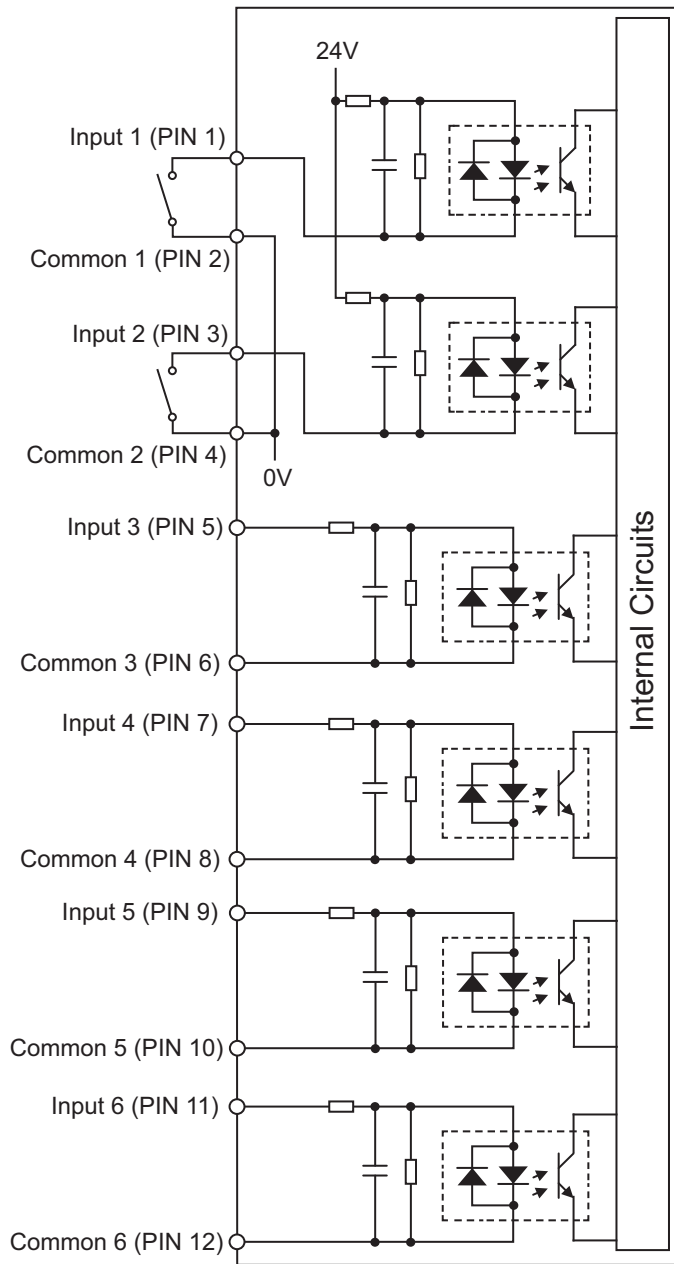 24V
Input 1 (PIN 1)
Common 1 (PIN 2)
Input 2 (PIN 3)
Common 2 (PIN 4)
0V
Input 3 (PIN 5)
Common 3 (PIN 6)
Input 4 (PIN 7)
Common 4 (PIN 8)
Input 5 (PIN 9)
Common 5 (PIN 10)
Input 6 (PIN 11)
Common 6 (PIN 12)
Internal Circuits